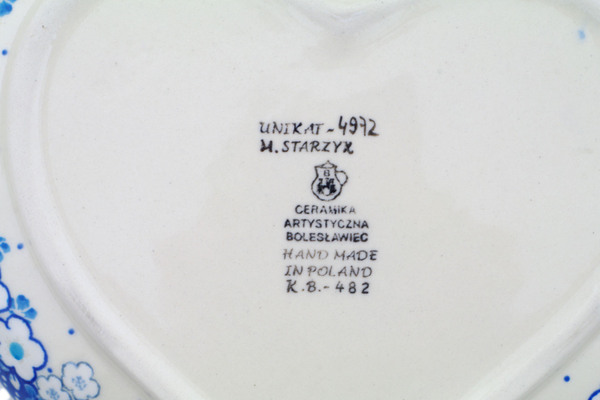 UNIKAT-4972
M. STARZYK
B
CERAMIKA
ARTYSTYCZNA
BOLESŁAWIEC
HAND MADE
IN POLAND
K.B.-482